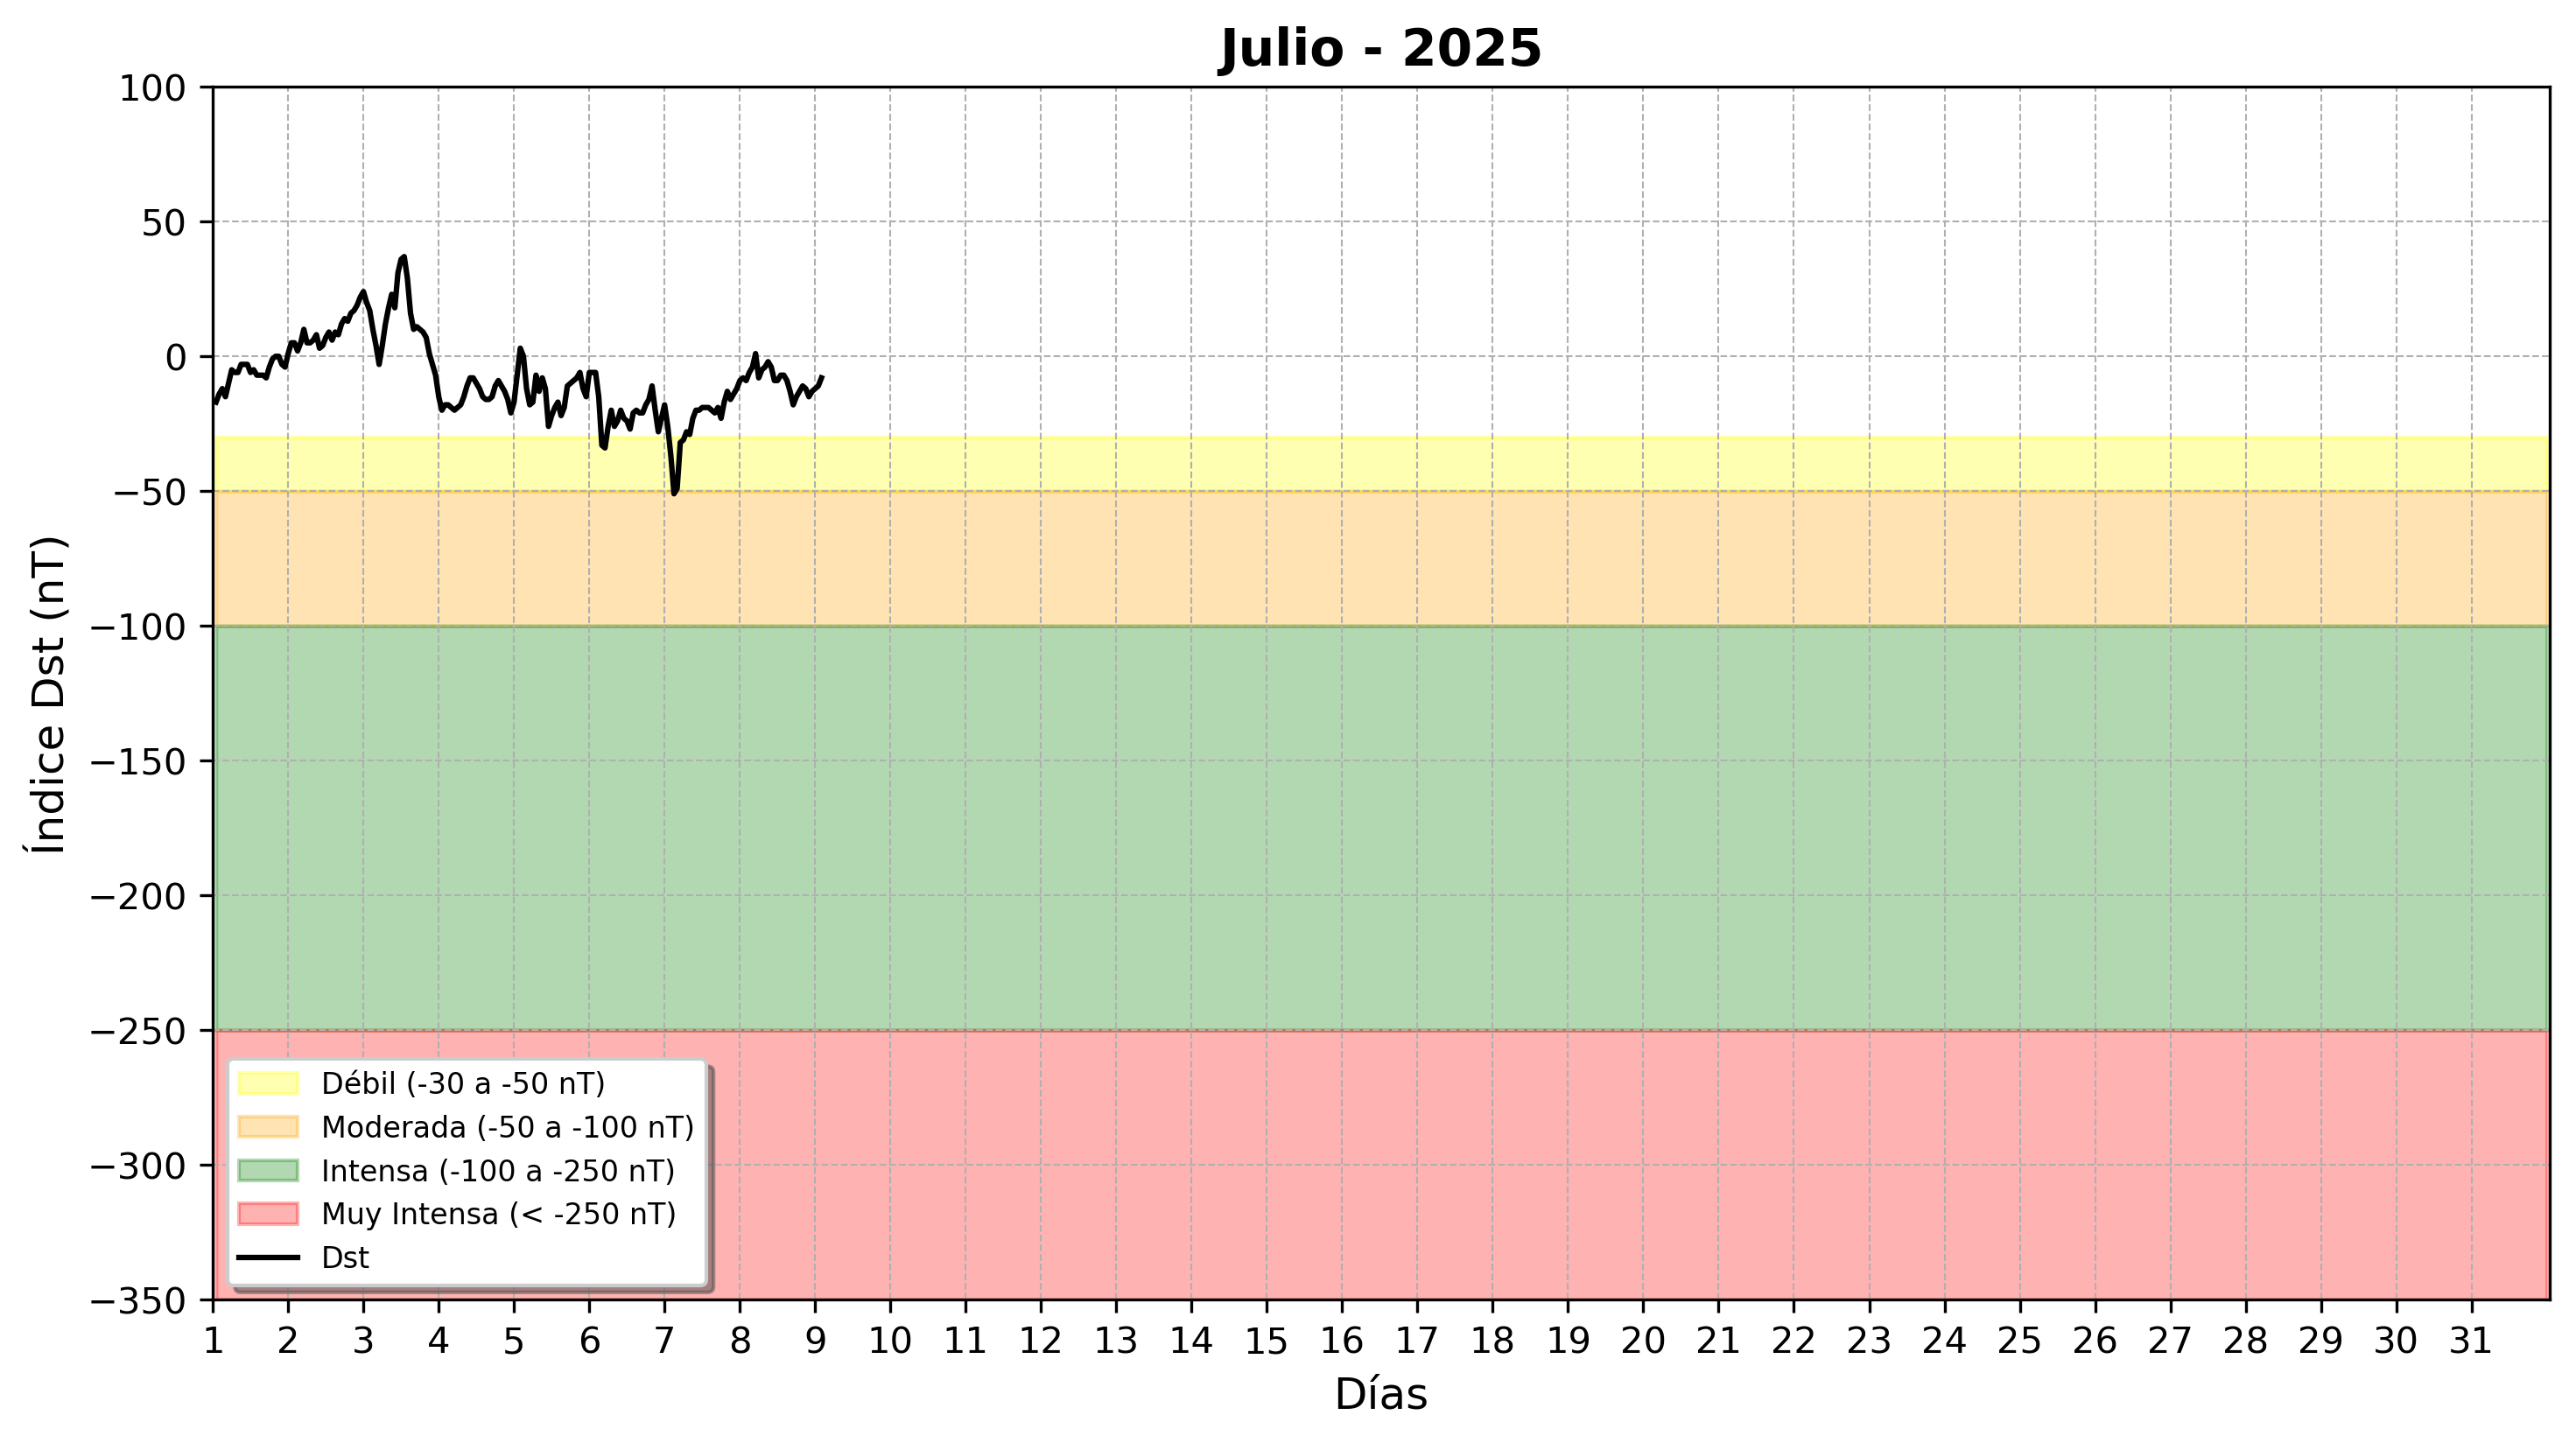 Julio - 2025
100
50
0
−50
−100
−150
−200
−250
−300
−350
Índice Dst (nT)
Débil (-30 a -50 nT)
Moderada (-50 a -100 nT)
Intensa (-100 a -250 nT)
Muy Intensa (< -250 nT)
Dst
1 2 3 4 5 6 7 8 9 10 11 12 13 14 15 16 17 18 19 20 21 22 23 24 25 26 27 28 29 30 31
Días